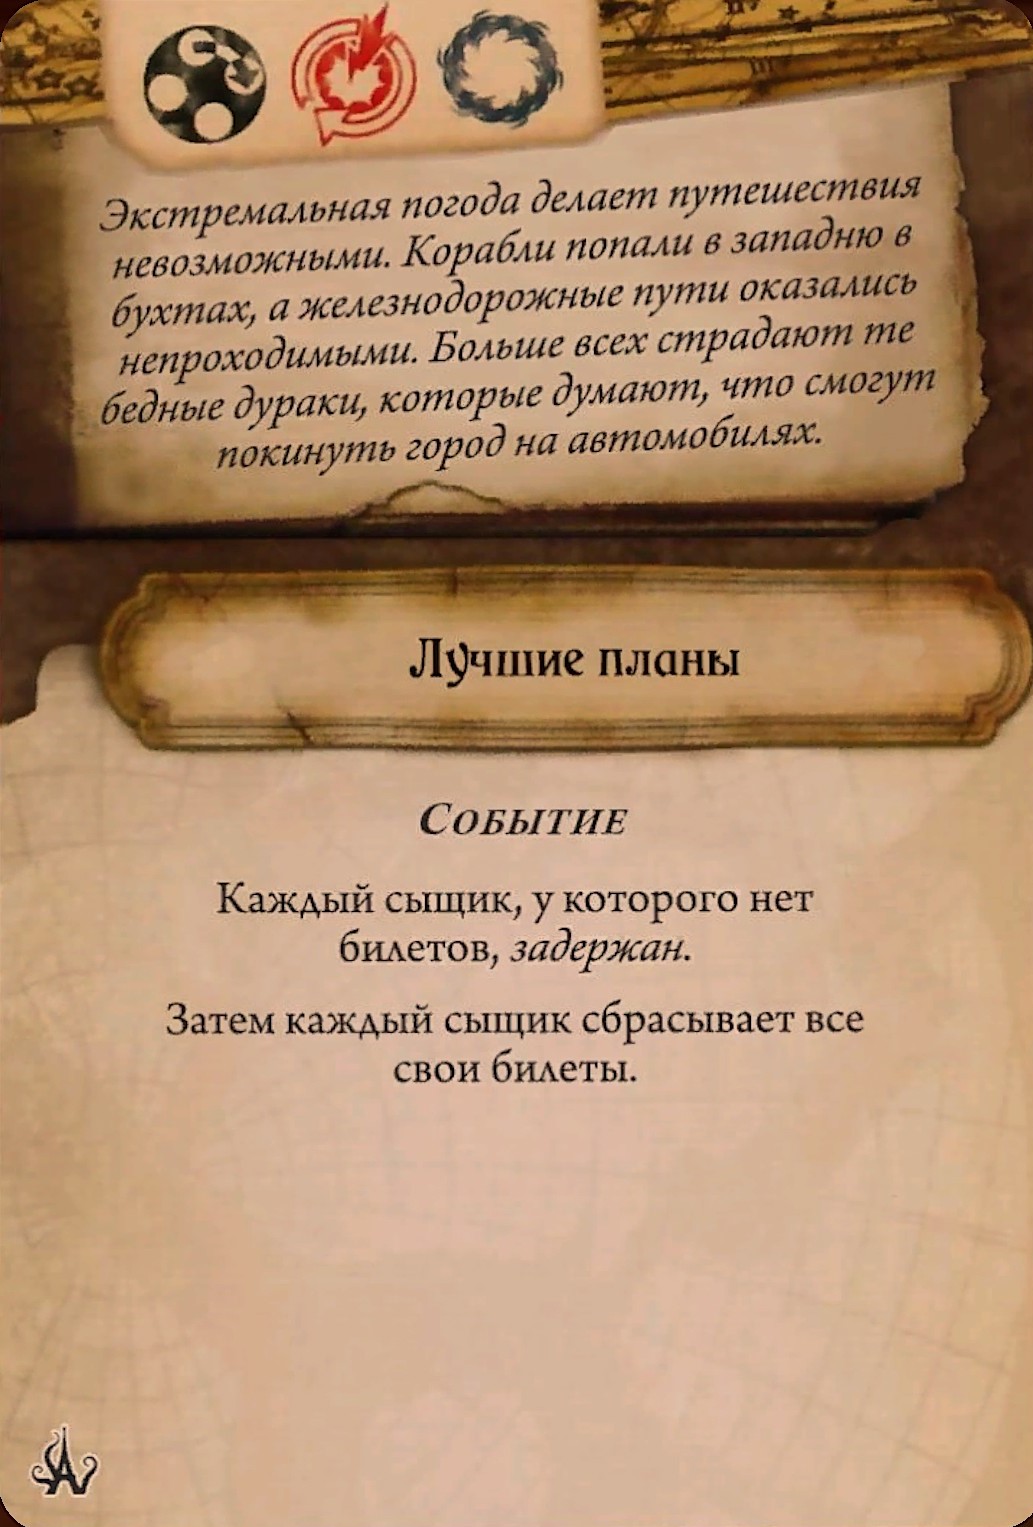 Экстремальная погода делает путешествия
невозможными. Корабли попали в западню в
бухтах, а железнодорожные пути оказались
непроходимыми. Больше всех страдают те
бедные дураки, которые думают, что смогут
покинуть город на автомобилях.
Лучшие планы
Событие
Каждый сыщик, у которого нет
билетов, задержан.
Затем каждый сыщик сбрасывает все
свои билеты.